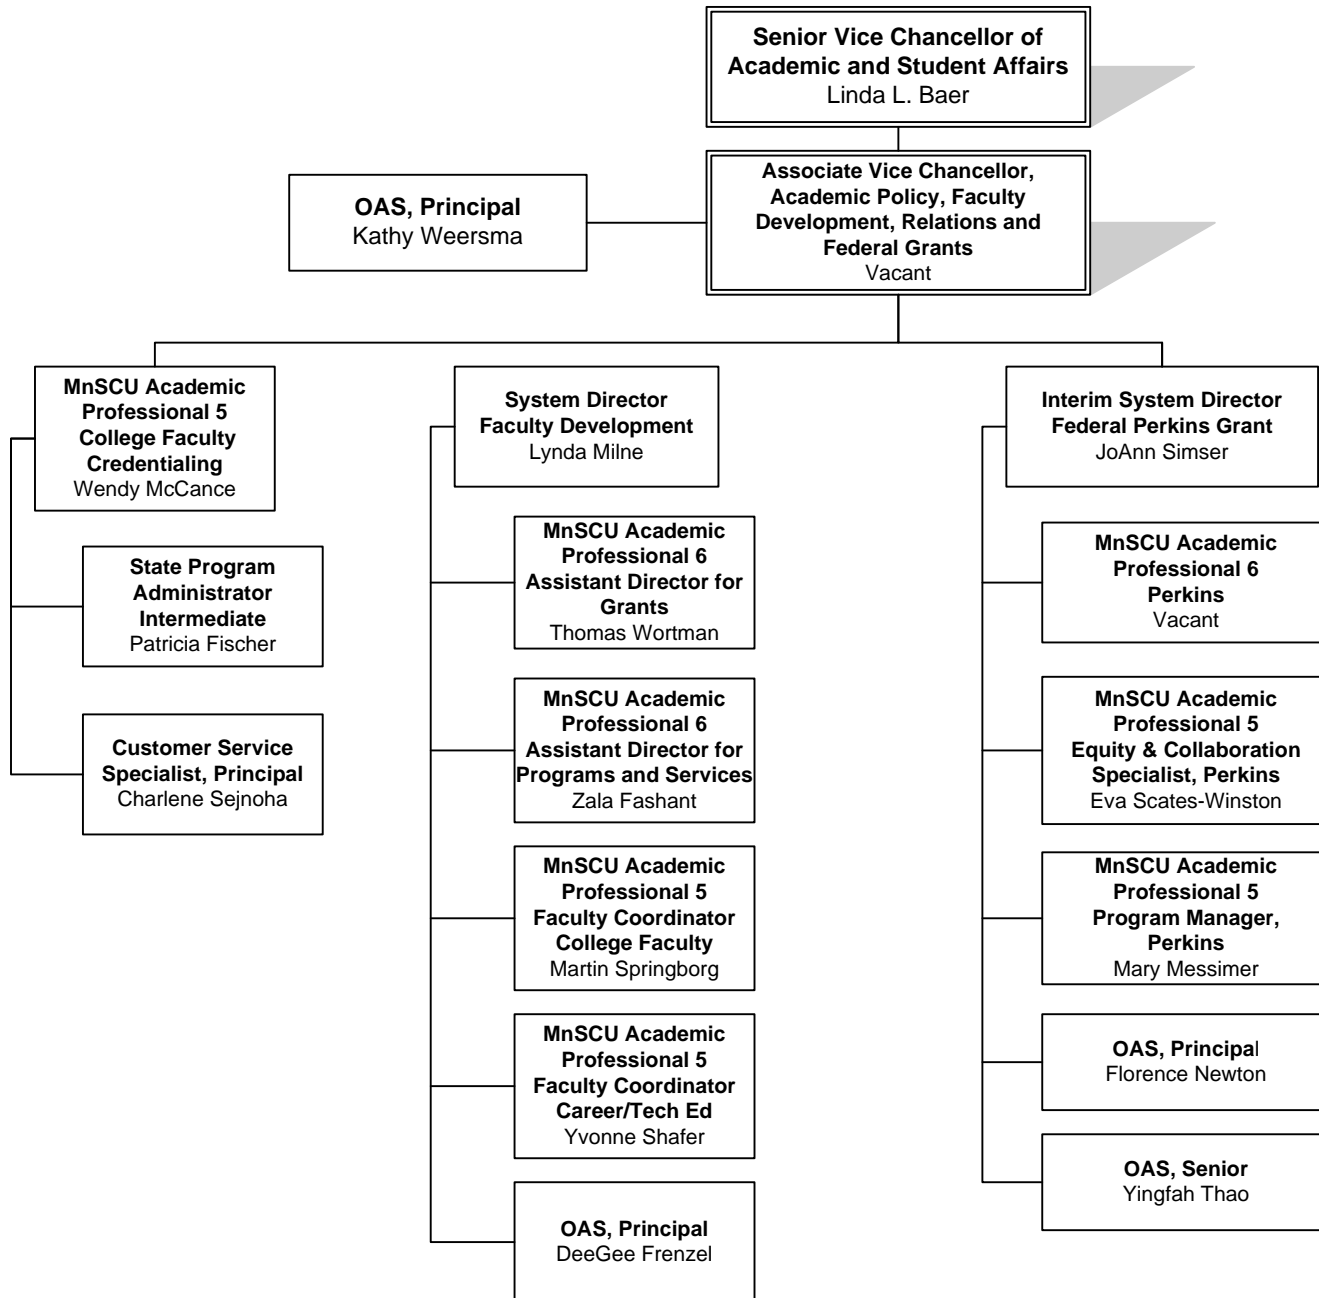 Senior Vice Chancellor of
Academic and Student Affairs
Linda L. Baer
Associate Vice Chancellor,
Academic Policy, Faculty
Development, Relations and
Federal Grants
Vacant
OAS, Principal
Kathy Weersma
MnSCU Academic
Professional 5
College Faculty
Credentialing
Wendy McCance
State Program
Administrator
Intermediate
Patricia Fischer
Customer Service
Specialist, Principal
Charlene Sejnoha
System Director
Faculty Development
Lynda Milne
MnSCU Academic
Professional 6
Assistant Director for
Grants
Thomas Wortman
MnSCU Academic
Professional 6
Assistant Director for
Programs and Services
Zala Fashant
MnSCU Academic
Professional 5
Faculty Coordinator
College Faculty
Martin Springborg
MnSCU Academic
Professional 5
Faculty Coordinator
Career/Tech Ed
Yvonne Shafer
OAS, Principal
DeeGee Frenzel
Interim System Director
Federal Perkins Grant
JoAnn Simser
MnSCU Academic
Professional 6
Perkins
Vacant
MnSCU Academic
Professional 5
Equity & Collaboration
Specialist, Perkins
Eva Scates-Winston
MnSCU Academic
Professional 5
Program Manager,
Perkins
Mary Messimer
OAS, Principal
Florence Newton
OAS, Senior
Yingfah Thao